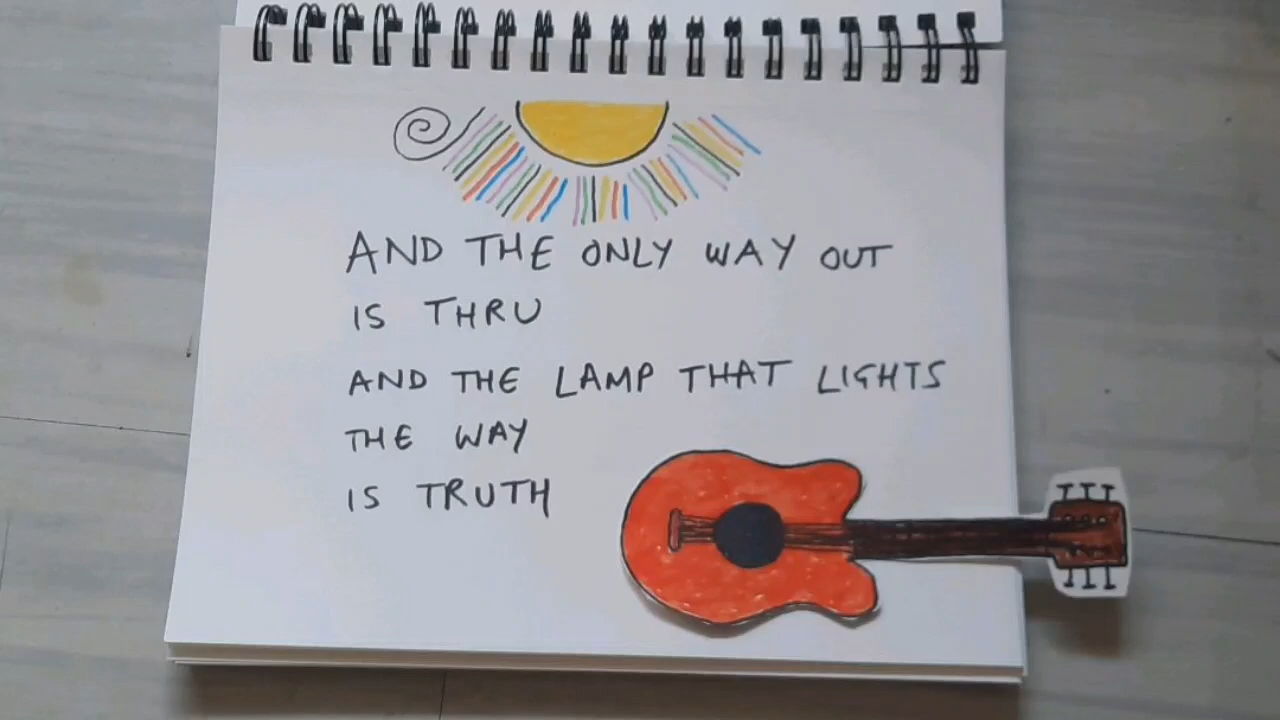 AND THE ONLY WAY OUT
IS THRU
AND THE LAMP THAT LIGHTS
THE WAY
IS TRUTH